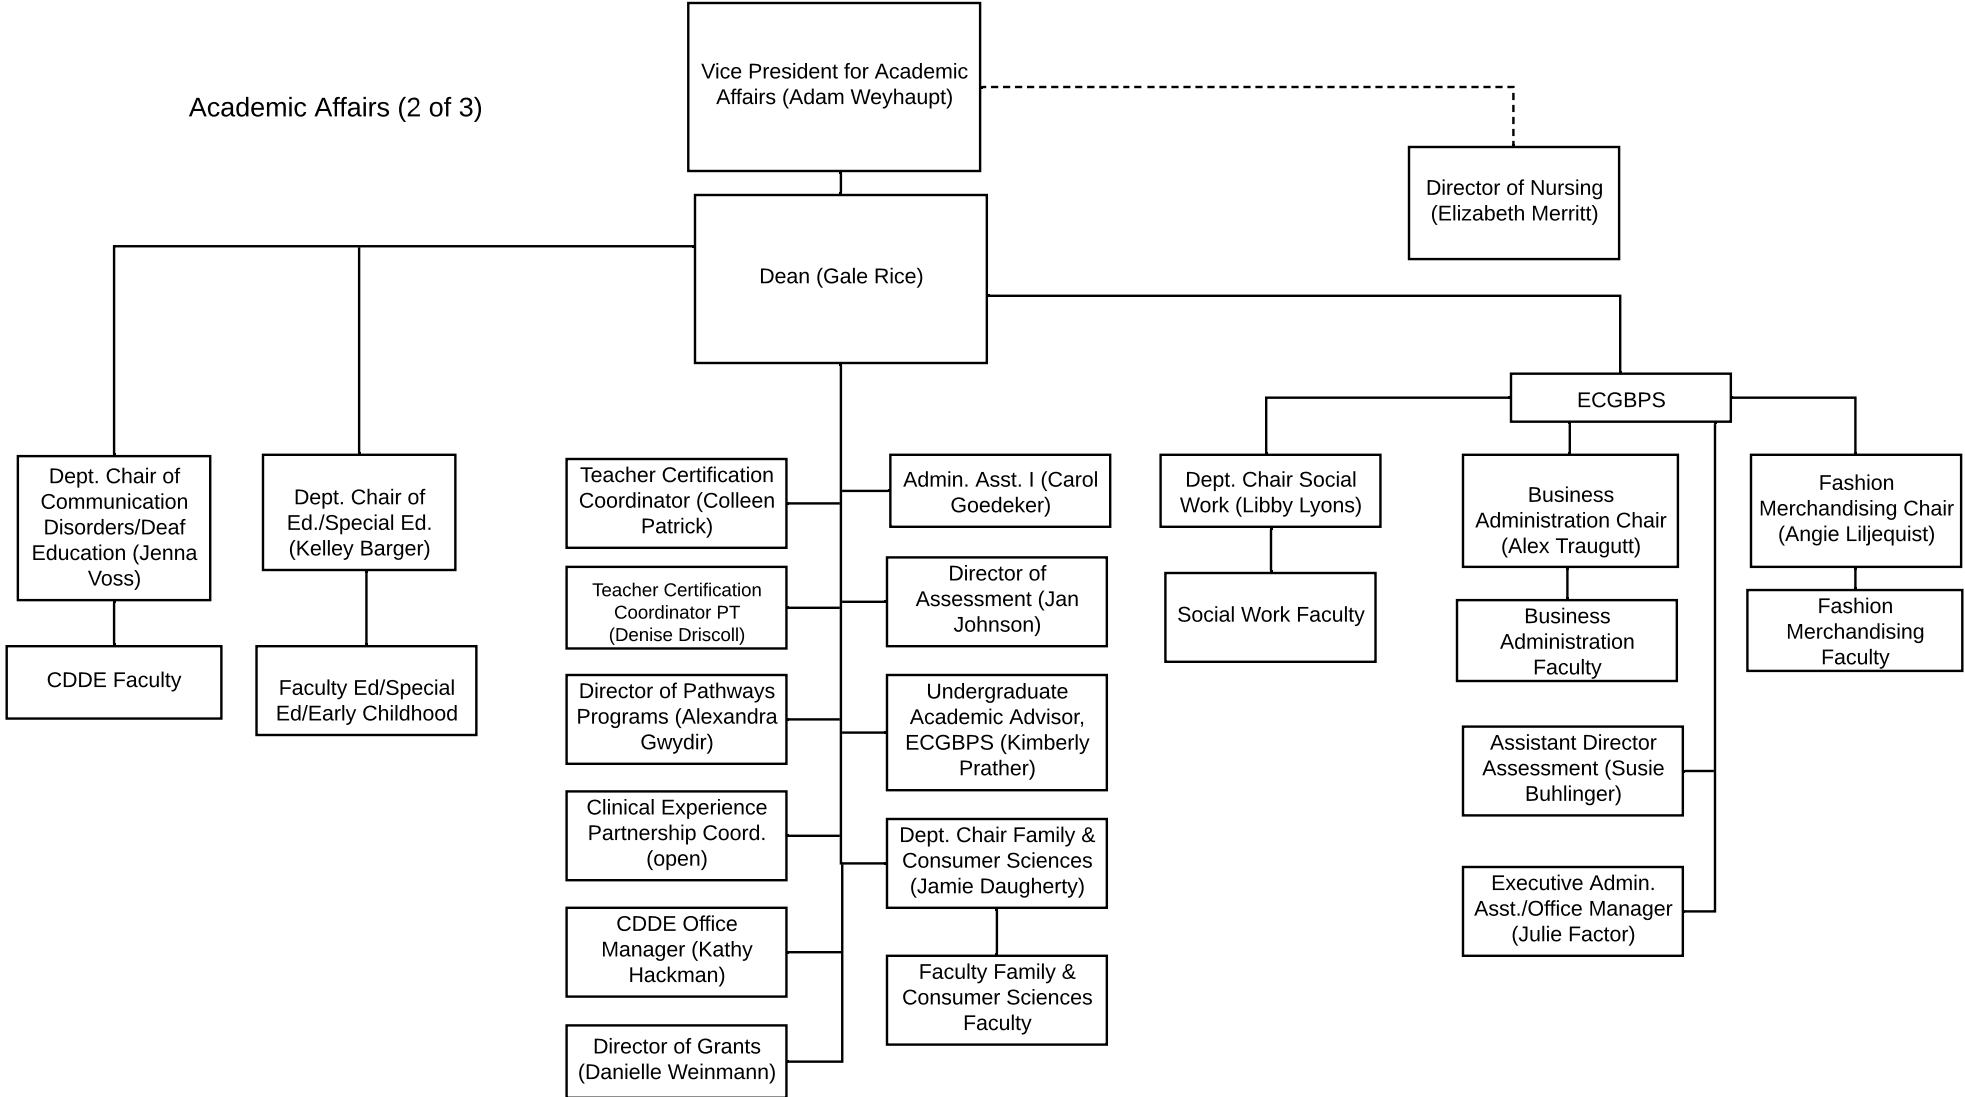 Vice President for Academic
Affairs (Adam Weyhaupt)
Academic Affairs (2 of 3)
Director of Nursing
(Elizabeth Merritt)
Dean (Gale Rice)
ECGBPS
Dept. Chair of
Communication
Disorders/Deaf
Education (Jenna
Voss)
CDDE Faculty
Dept. Chair of
Ed./Special Ed.
(Kelley Barger)
Faculty Ed/Special
Ed/Early Childhood
Teacher Certification
Coordinator (Colleen
Patrick)
Teacher Certification
Coordinator PT
(Denise Driscoll)
Director of Pathways
Programs (Alexandra
Gwydir)
Clinical Experience
Partnership Coord.
(open)
CDDE Office
Manager (Kathy
Hackman)
Director of Grants
(Danielle Weinmann)
Admin. Asst. I (Carol
Goedeker)
Director of
Assessment (Jan
Johnson)
Undergraduate
Academic Advisor,
ECGBPS (Kimberly
Prather)
Dept. Chair Family &
Consumer Sciences
(Jamie Daugherty)
Faculty Family &
Consumer Sciences
Faculty
Dept. Chair Social
Work (Libby Lyons)
Social Work Faculty
Business
Administration Chair
(Alex Traugutt)
Business
Administration
Faculty
Assistant Director
Assessment (Susie
Buhlinger)
Executive Admin.
Asst./Office Manager
(Julie Factor)
Fashion
Merchandising Chair
(Angie Liljequist)
Fashion
Merchandising
Faculty